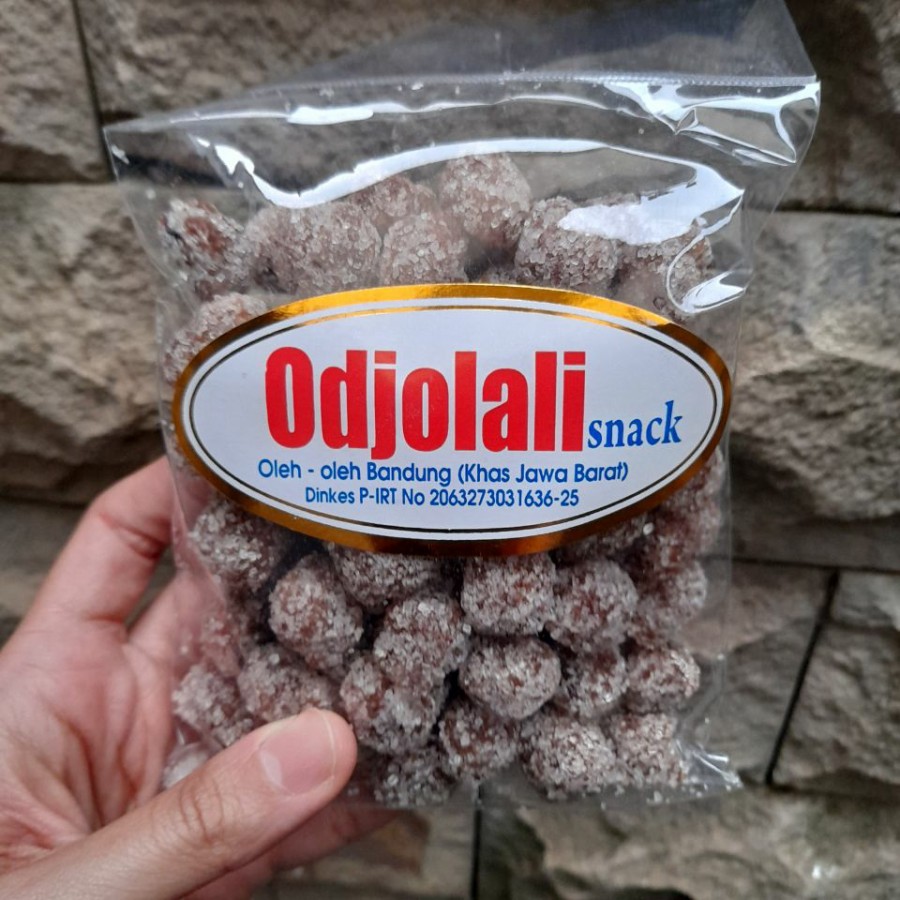 Odjolali snack
Oleh - oleh Bandung (Khas Jawa Barat)
Dinkes P-IRT No 2063273031636-25